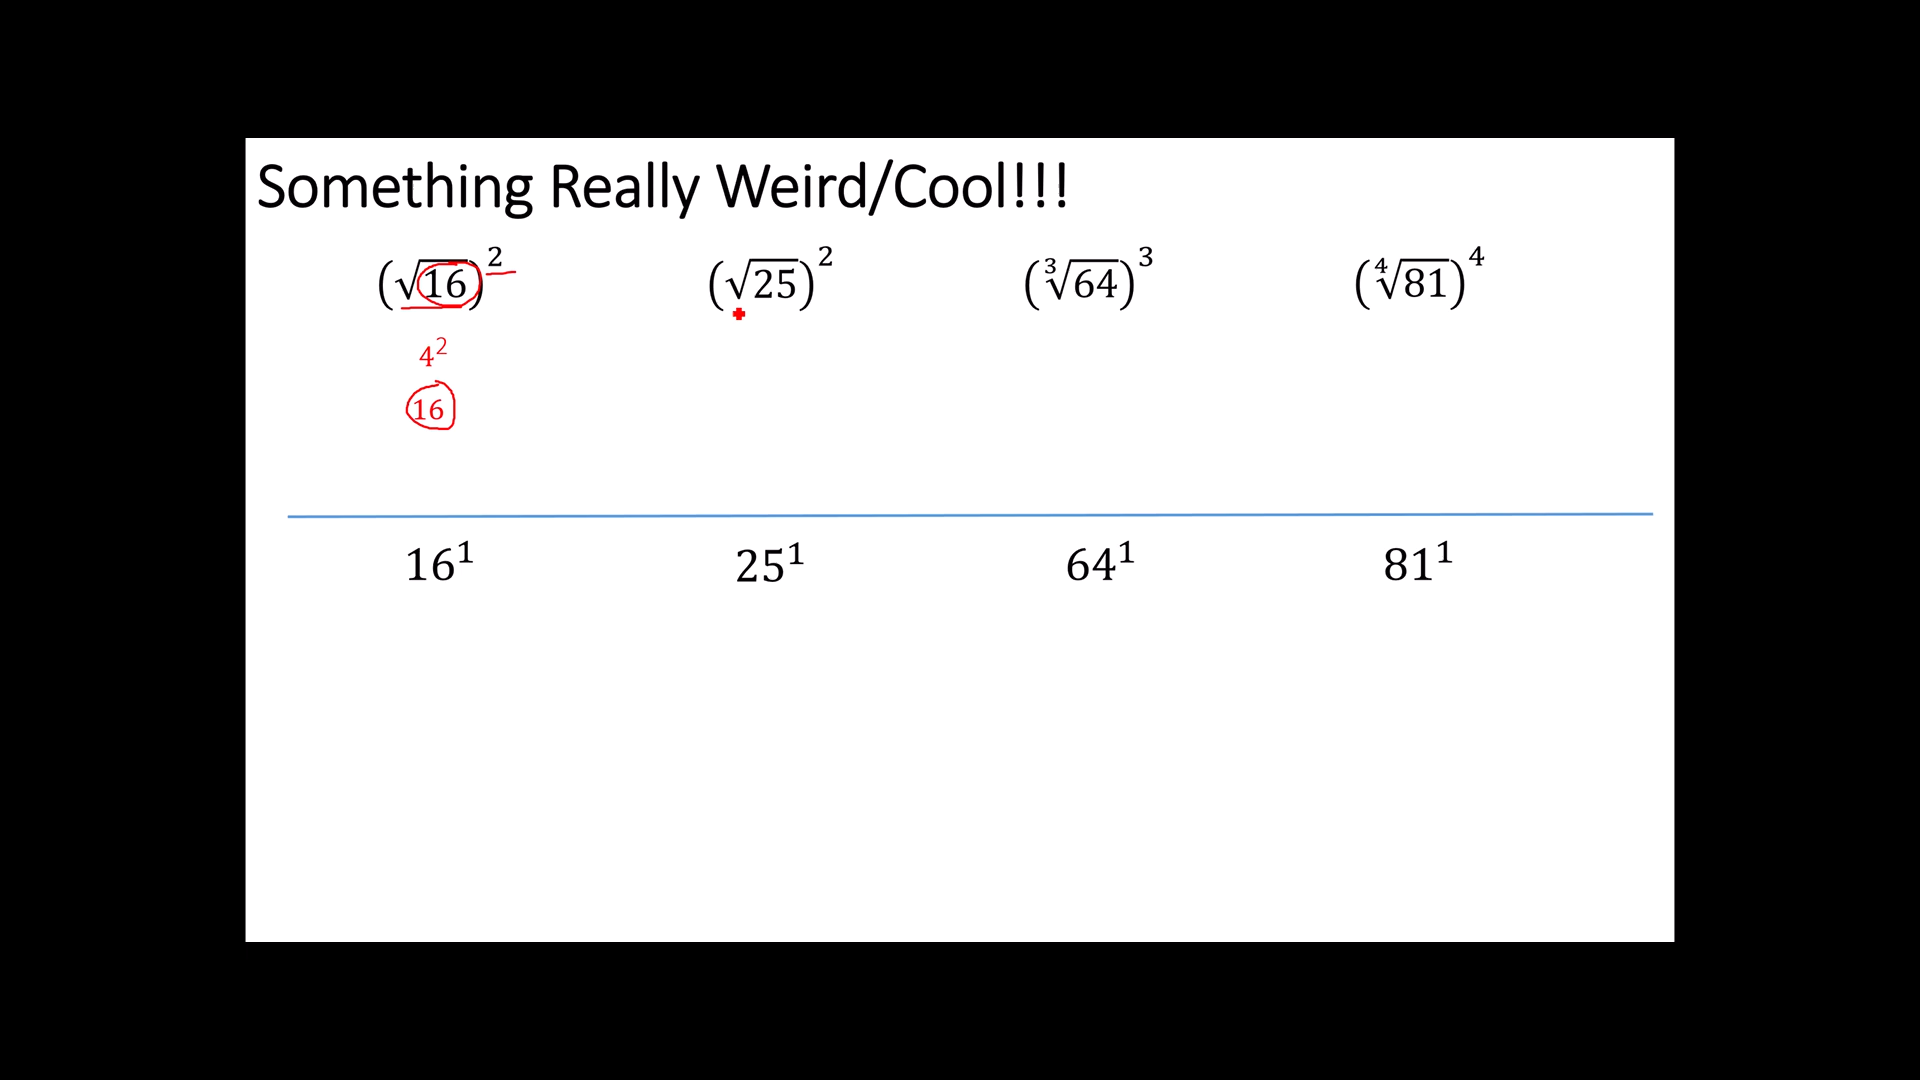 Something Really Weird/Cool!!!
(√16)² (√25)² (∛64)³ (∜81)⁴
4²
16
16¹ 25¹ 64¹ 81¹